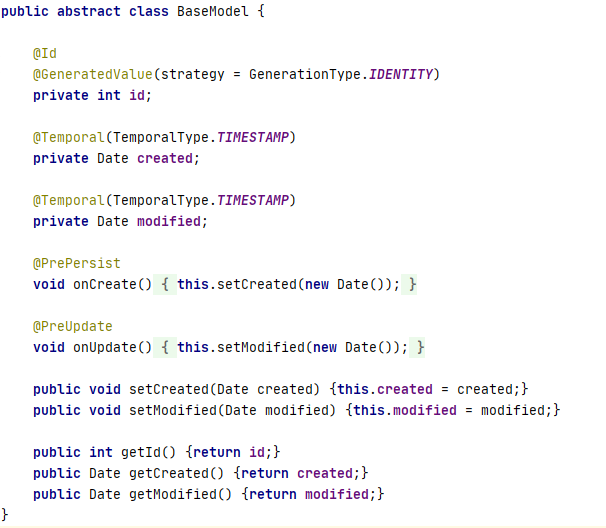 public abstract class BaseModel {
@Id
@GeneratedValue(strategy = GenerationType.IDENTITY)
private int id;
@Temporal(TemporalType.TIMESTAMP)
private Date created;
@Temporal(TemporalType.TIMESTAMP)
private Date modified;
@PrePersist
void onCreate() { this.setCreated(new Date()); }
@PreUpdate
void onUpdate() { this.setModified(new Date()); }
public void setCreated(Date created) {this.created = created;}
public void setModified(Date modified) {this.modified = modified;}
public int getId() {return id;}
public Date getCreated() {return created;}
public Date getModified() {return modified;}
}